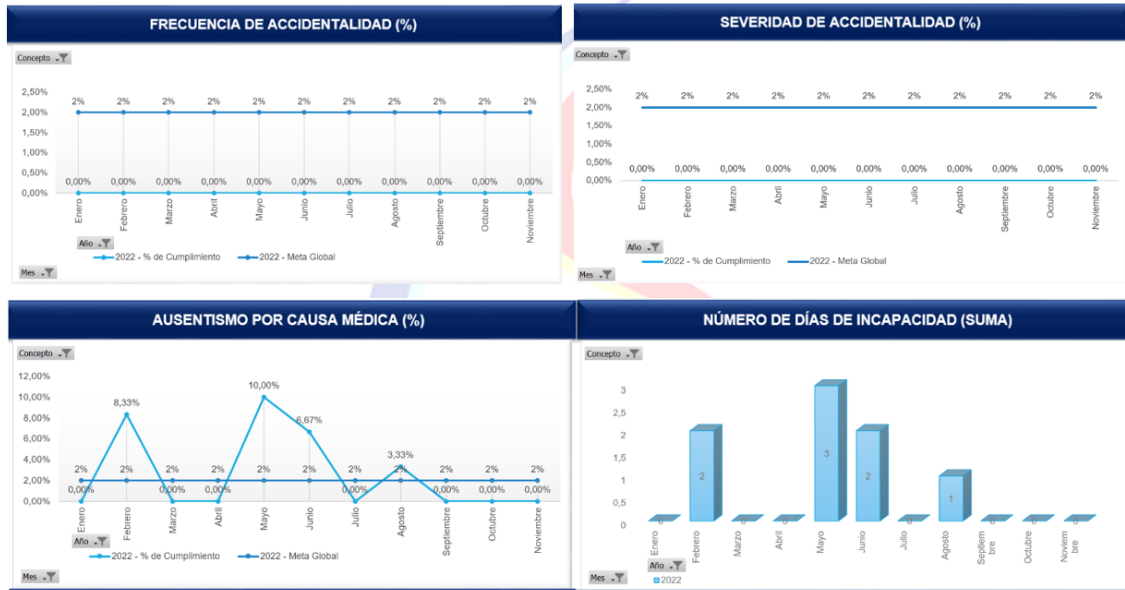 FRECUENCIA DE ACCIDENTALIDAD (%)
Concepto
2,50%
2,00%
1,50%
1,00%
0,50%
0,00%
2% 2% 2% 2% 2% 2% 2% 2% 2% 2% 2%
0,00% 0,00% 0,00% 0,00% 0,00% 0,00% 0,00% 0,00% 0,00% 0,00% 0,00%
Enero Febrero Marzo Abril Mayo Junio Julio Agosto Septiembre Octubre Noviembre
Año
2022 - % de Cumplimiento 2022 - Meta Global
Mes
SEVERIDAD DE ACCIDENTALIDAD (%)
Concepto
2,50%
2,00%
1,50%
1,00%
0,50%
0,00%
2% 2% 2% 2% 2% 2% 2% 2% 2% 2% 2%
0,00% 0,00% 0,00% 0,00% 0,00% 0,00% 0,00% 0,00% 0,00% 0,00% 0,00%
Enero Febrero Marzo Abril Mayo Junio Julio Agosto Septiembre Octubre Noviembre
Año
2022 - % de Cumplimiento 2022 - Meta Global
Mes
AUSENTISMO POR CAUSA MÉDICA (%)
Concepto
12,00%
10,00%
8,00%
6,00%
4,00%
2,00%
0,00%
8,33% 10,00% 6,67% 3,33%
2% 2% 2% 2% 2% 2% 2% 2% 2% 2% 2%
0,00% 0,00% 0,00% 0,00% 0,00% 0,00% 0,00%
Enero Febrero Marzo Abril Mayo Junio Julio Agosto Septiembre Octubre Noviembre
Año
2022 - % de Cumplimiento 2022 - Meta Global
Mes
NÚMERO DE DÍAS DE INCAPACIDAD (SUMA)
Concepto
3
2,5
2
1,5
1
0,5
0
0 2 0 0 3 2 0 1 0 0 0
Enero Febrero Marzo Abril Mayo Junio Julio Agosto Septiem bre Octubre Noviem bre
Año
2022
Mes